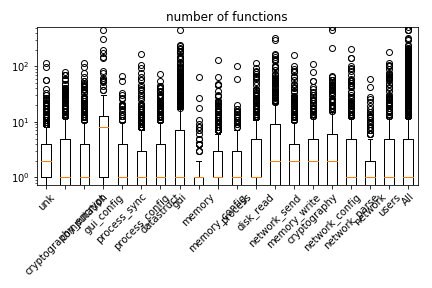 number of functions
10²
10¹
10⁰
unk
gui_config
process_sync
process_config
datastruct
gui
memory
memory_config
process
disk_read
network_send
memory_write
cryptography
network_config
network_parse
network
users
All